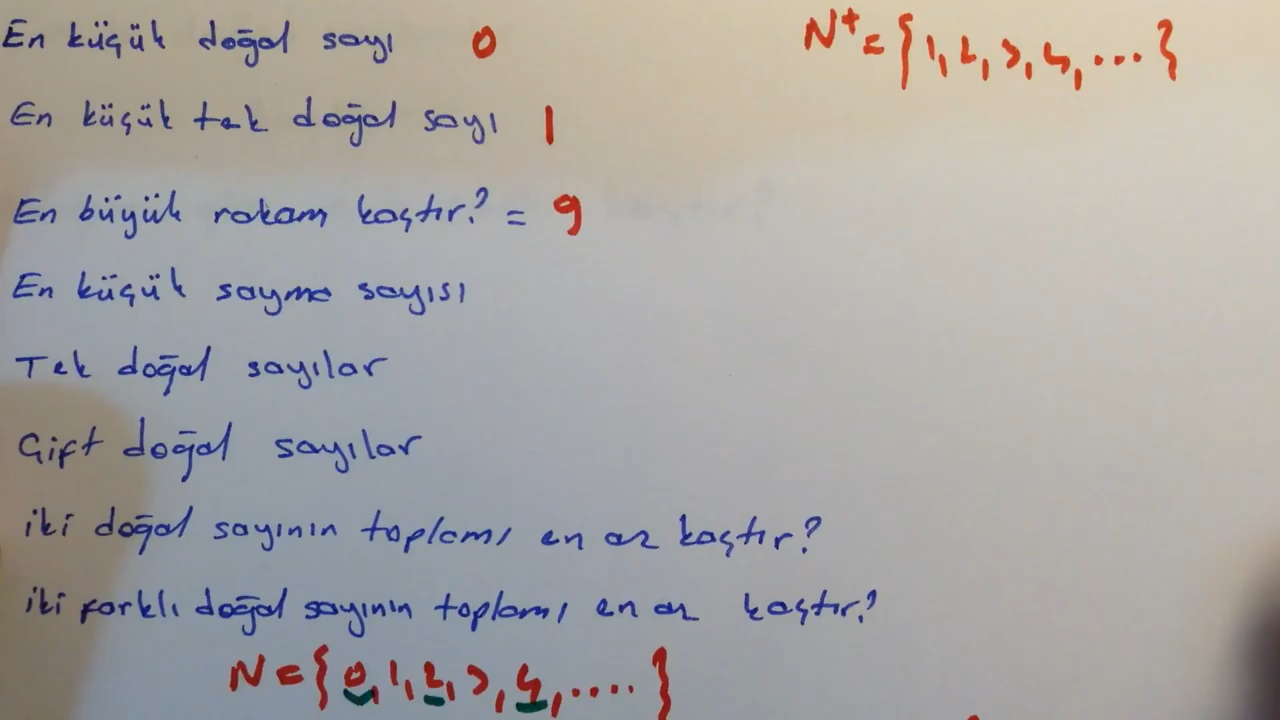 En küçük doğal sayı 0
N⁺ = {1, 2, 3, 4, ...}
En küçük tek doğal sayı 1
En büyük rakam kaçtır? = 9
En küçük sayma sayısı
Tek doğal sayılar
Çift doğal sayılar
iki doğal sayının toplamı en az kaçtır?
iki farklı doğal sayının toplamı en az kaçtır?
N = {0, 1, 2, 3, 4, ....}